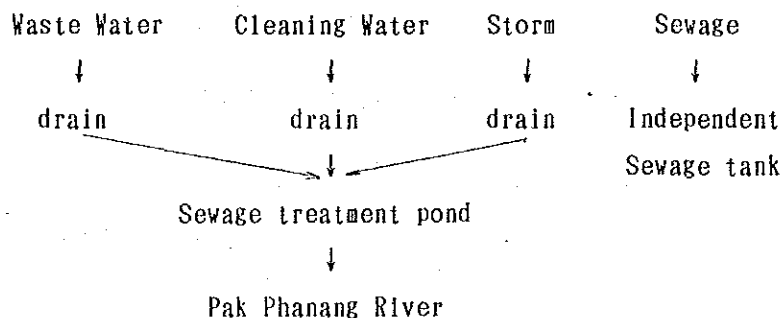 Waste Water Cleaning Water Storm Sewage
↓ ↓ ↓ ↓
drain drain drain Independent
↓ Sewage tank
Sewage treatment pond
↓
Pak Phanang River